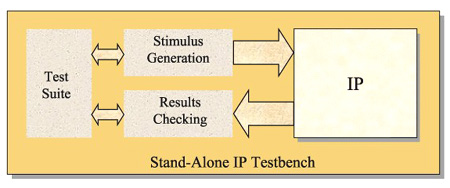 Test
Suite
Stimulus
Generation
Results
Checking
IP
Stand-Alone IP Testbench